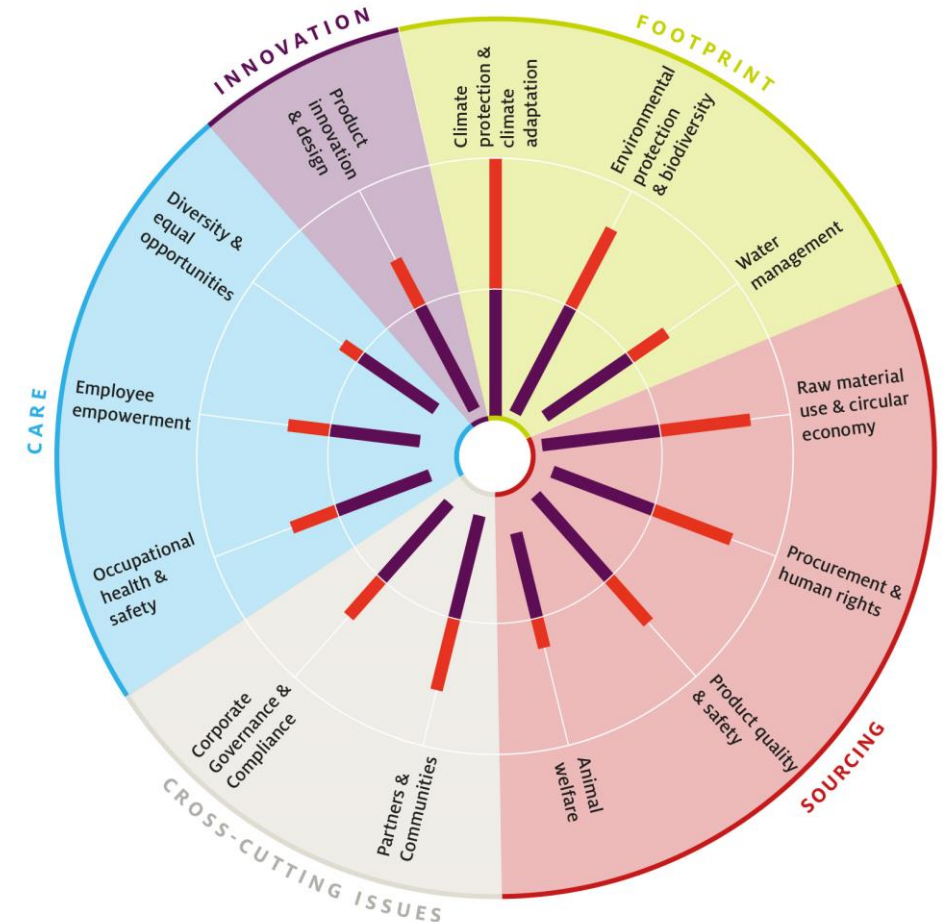 INNOVATION
Product
innovation
& design
FOOTPRINT
Climate
protection &
climate
adaptation
Environmental
protection
& biodiversity
Water
management
SOURCING
Raw material
use & circular
economy
Procurement &
human rights
Product quality
& safety
Animal
welfare
CROSS-CUTTING ISSUES
Partners &
Communities
Corporate
Governance &
Compliance
CARE
Occupational
health &
safety
Employee
empowerment
Diversity &
equal
opportunities